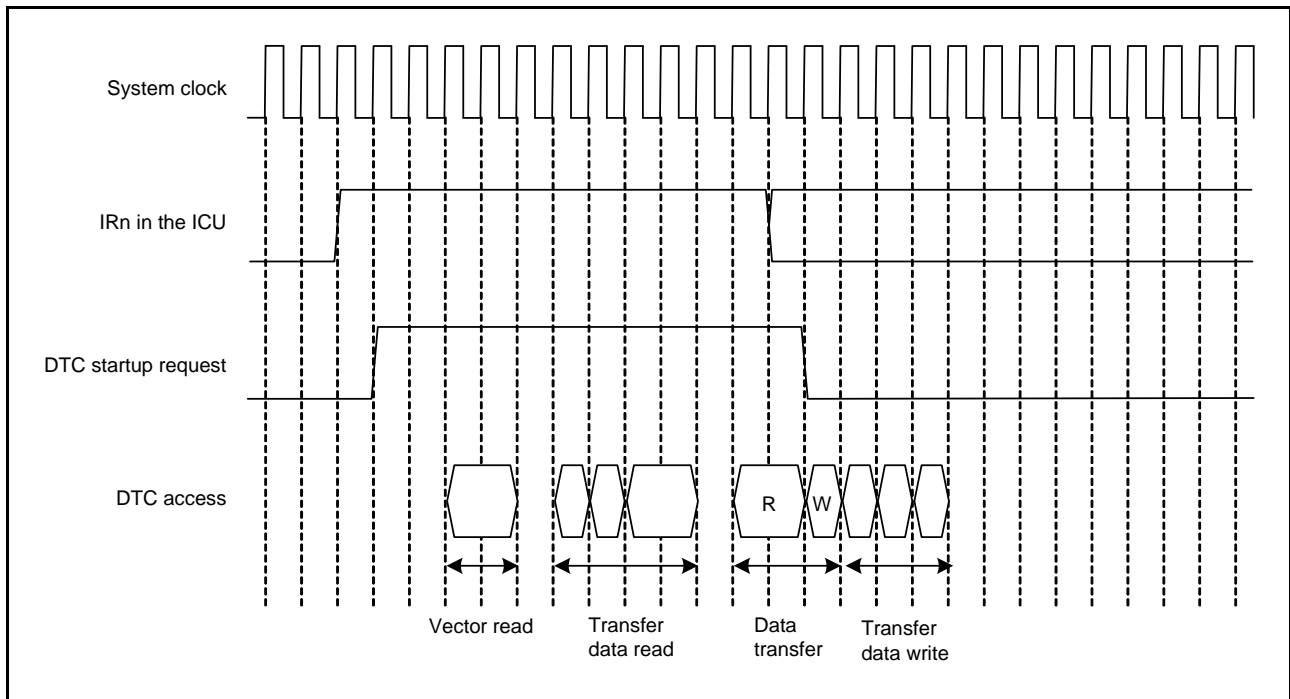 System clock
IRn in the ICU
DTC startup request
DTC access
R
W
Vector read
Transfer
data read
Data
transfer
Transfer
data write